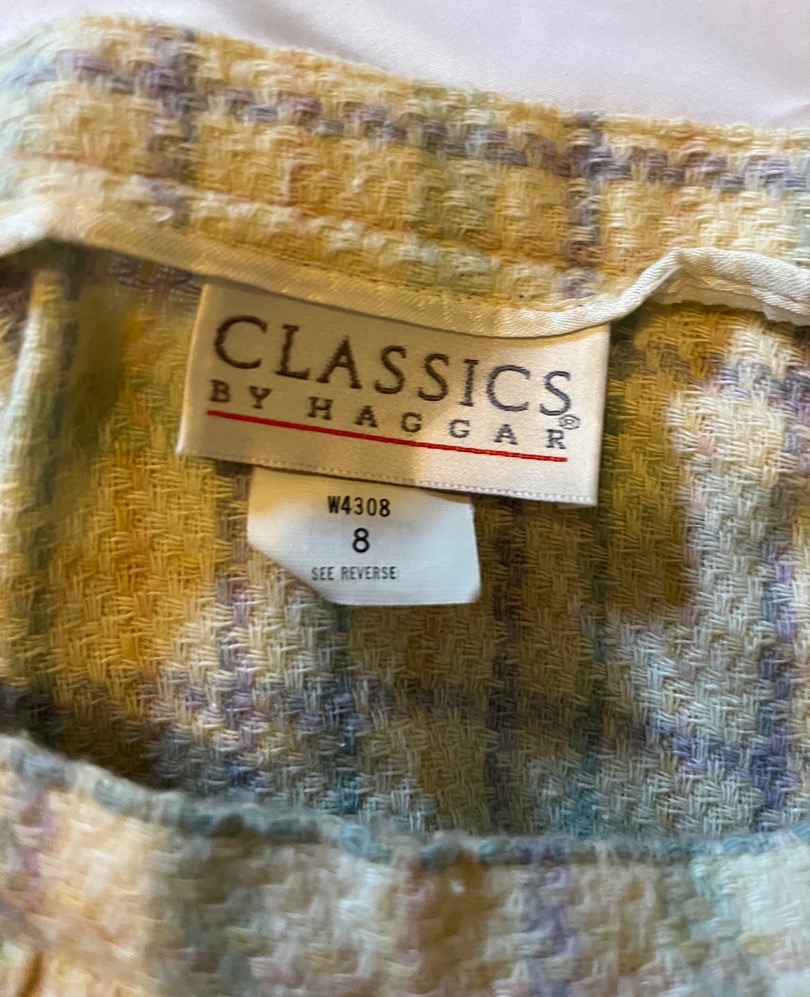 CLASSICS
BY HAGGAR®
W4308
8
SEE REVERSE